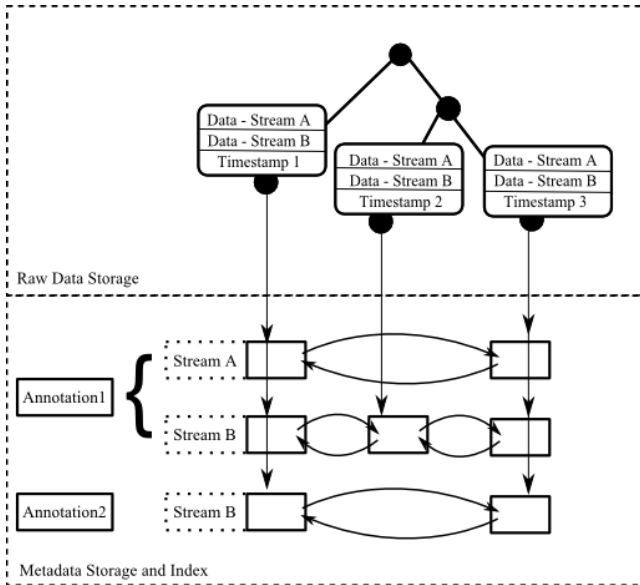 Data - Stream A
Data - Stream B
Timestamp 1
Data - Stream A
Data - Stream B
Timestamp 2
Data - Stream A
Data - Stream B
Timestamp 3
Raw Data Storage
Stream A
Annotation1
Stream B
Annotation2
Stream B
Metadata Storage and Index